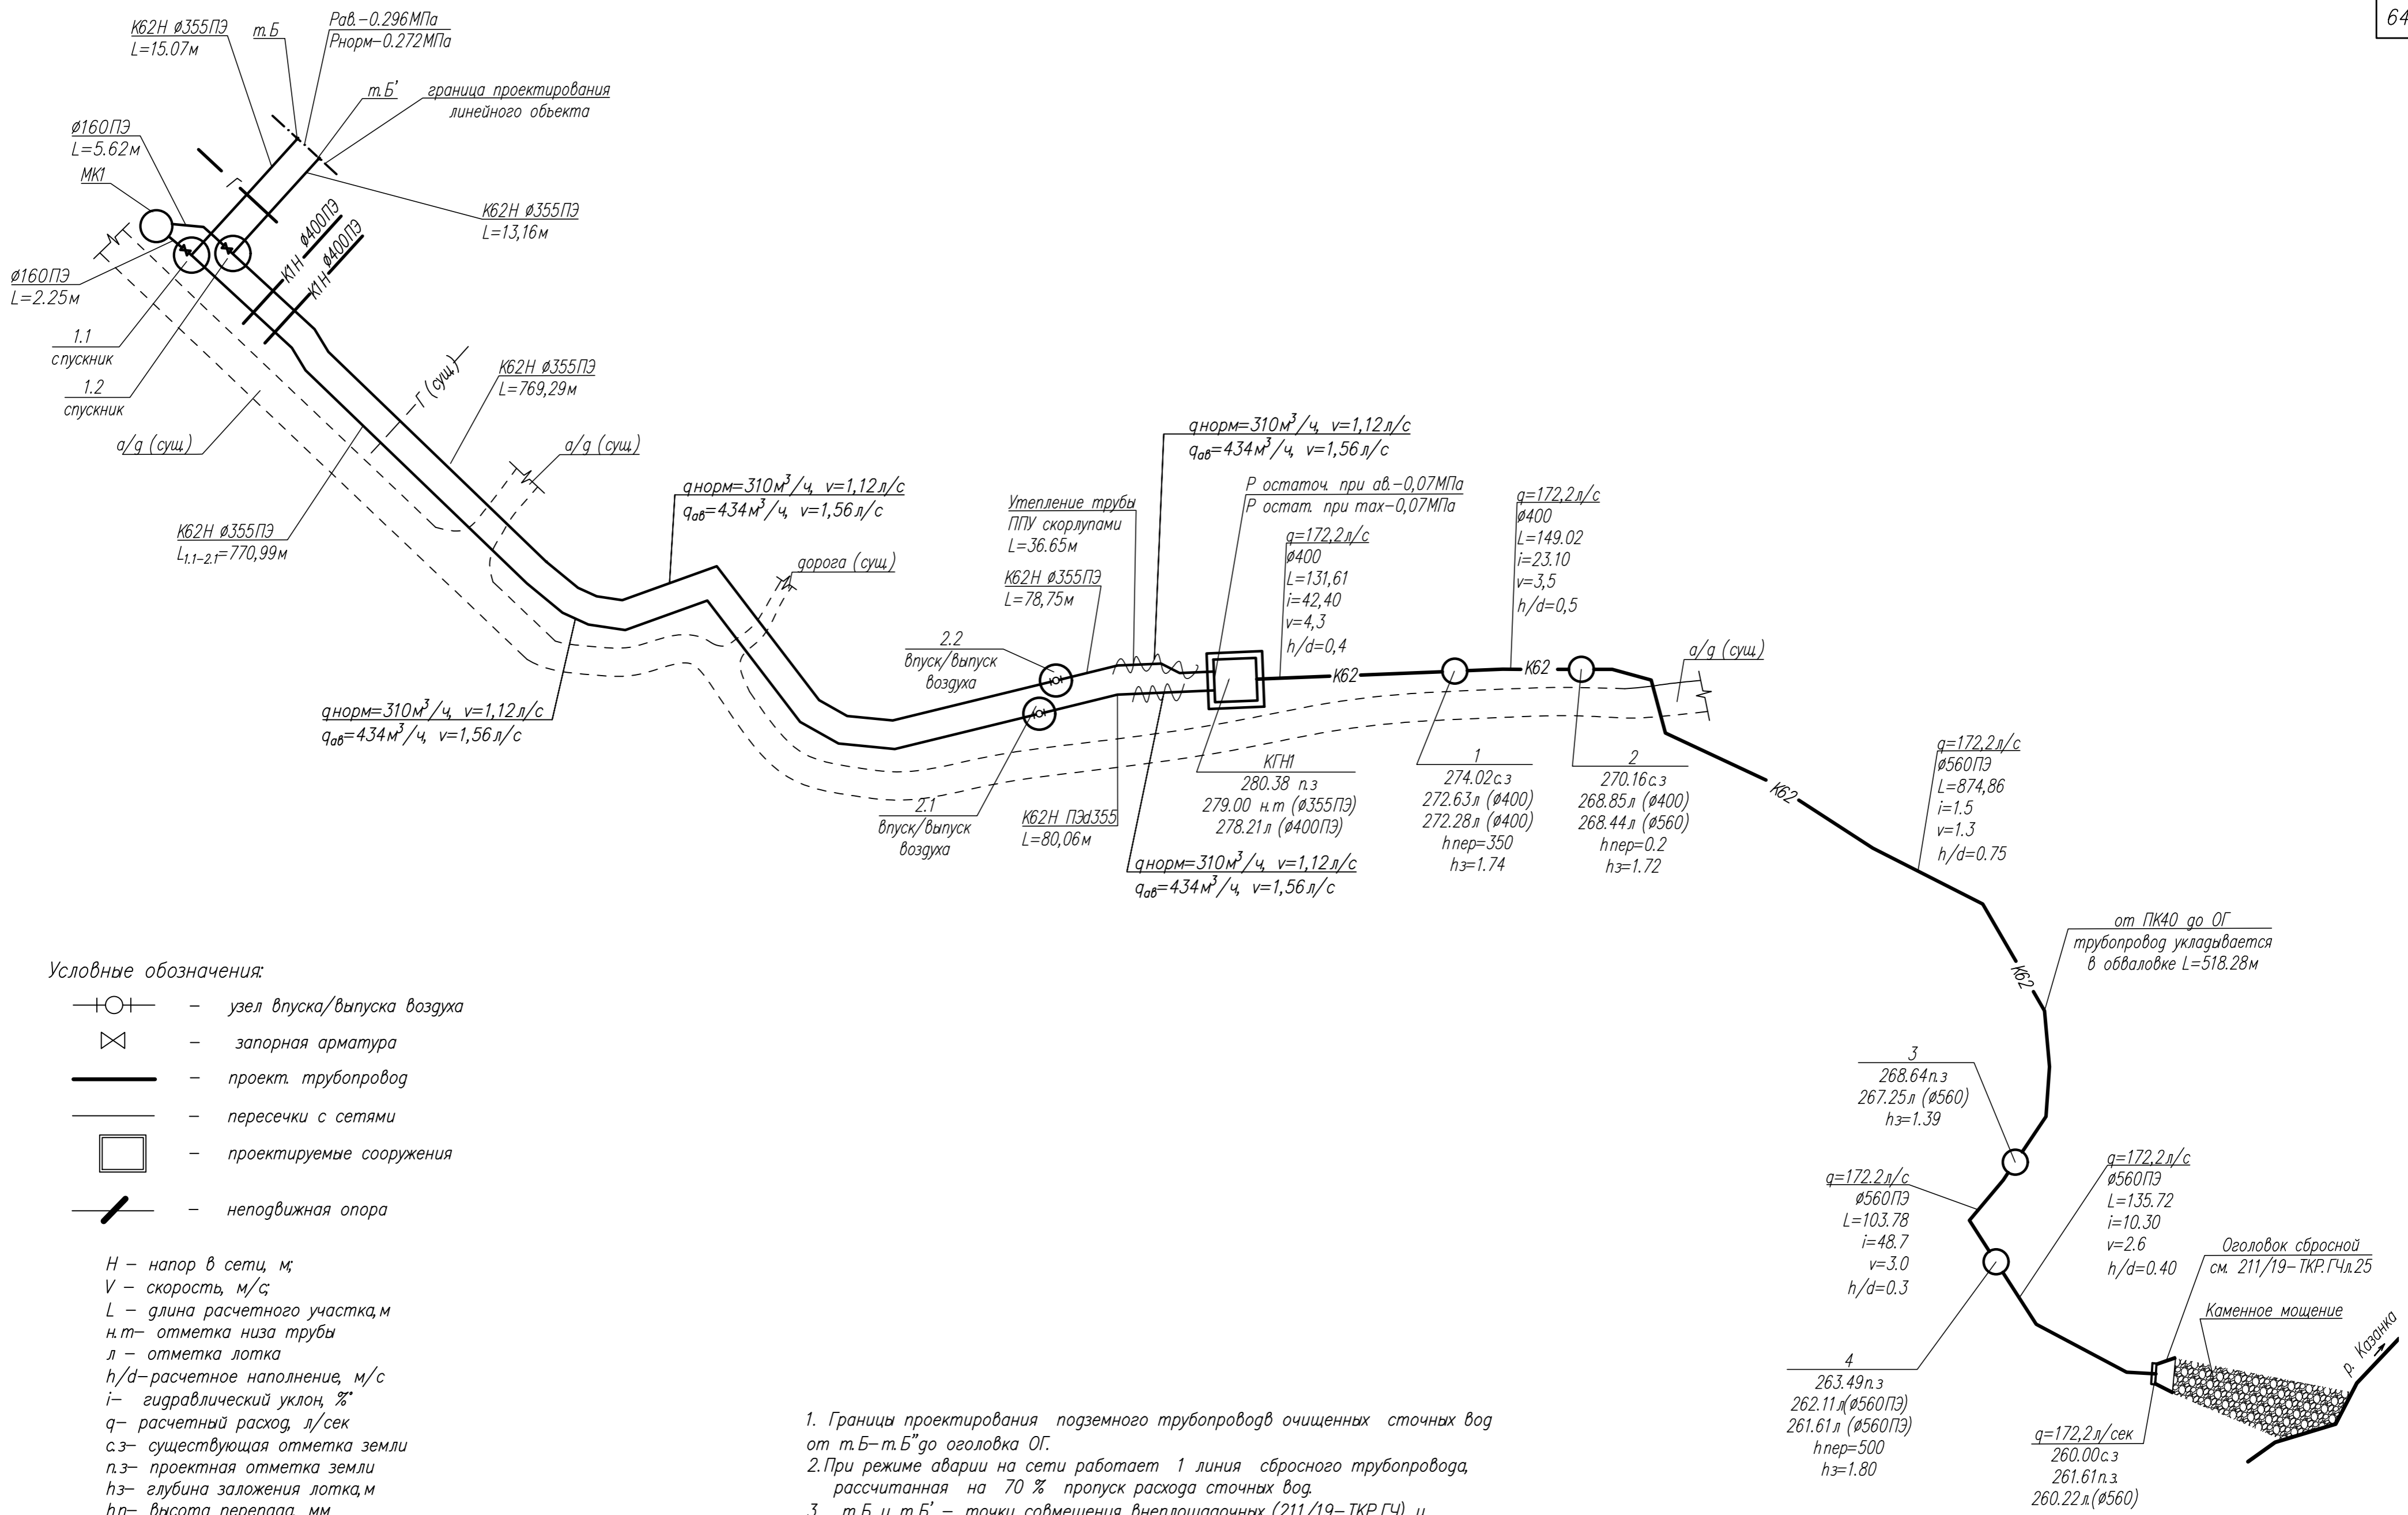 64
К62Н ø355ПЭ
L=15.07м
т.Б
Рав.-0.296МПа
Рнорм-0.272МПа
т.Б'
граница проектирования
линейного объекта
ø160ПЭ
L=5.62м
МК1
К62Н ø355ПЭ
L=13,16м
К1Н ø400ПЭ
К1Н ø400ПЭ
ø160ПЭ
L=2.25м
1.1
спускник
1.2
спускник
а/д (сущ.)
Г (сущ.)
К62Н ø355ПЭ
L=769,29м
а/д (сущ.)
К62Н ø355ПЭ
L1.1-2.1=770,99м
qнорм=310м³/ч, v=1,12л/с
qав=434м³/ч, v=1,56л/с
qнорм=310м³/ч, v=1,12л/с
qав=434м³/ч, v=1,56л/с
дорога (сущ.)
2.2
впуск/выпуск
воздуха
2.1
впуск/выпуск
воздуха
Утепление трубы
ППУ скорлупами
L=36.65м
К62Н ø355ПЭ
L=78,75м
qнорм=310м³/ч, v=1,12л/с
qав=434м³/ч, v=1,56л/с
Р остаточ. при ав.-0,07МПа
Р остат. при max-0,07МПа
q=172,2л/с
ø400
L=131,61
i=42,40
v=4,3
h/d=0,4
q=172,2л/с
ø400
L=149.02
i=23.10
v=3,5
h/d=0,5
К62
К62
а/д (сущ.)
К62Н ПЭd355
L=80,06м
qнорм=310м³/ч, v=1,12л/с
qав=434м³/ч, v=1,56л/с
КГН1
280.38 п.з
279.00 н.т (ø355ПЭ)
278.21л (ø400ПЭ)
1
274.02с.з
272.63л (ø400)
272.28л (ø400)
hпер=350
hз=1.74
2
270.16с.з
268.85л (ø400)
268.44л (ø560)
hпер=0.2
hз=1.72
К62
q=172,2л/с
ø560ПЭ
L=874,86
i=1.5
v=1.3
h/d=0.75
К62
от ПК40 до ОГ
трубопровод укладывается
в обваловке L=518.28м
3
268.64п.з
267.25л (ø560)
hз=1.39
q=172.2л/с
ø560ПЭ
L=103.78
i=48.7
v=3.0
h/d=0.3
q=172,2л/с
ø560ПЭ
L=135.72
i=10.30
v=2.6
h/d=0.40
Оголовок сбросной
см. 211/19-ТКР.ГЧл.25
Каменное мощение
р. Казанка
4
263.49п.з
262.11л(ø560ПЭ)
261.61л (ø560ПЭ)
hпер=500
hз=1.80
q=172,2л/сек
260.00с.з
261.61п.з.
260.22л.(ø560)
Условные обозначения:
– узел впуска/выпуска воздуха
– запорная арматура
– проект. трубопровод
– пересечки с сетями
– проектируемые сооружения
– неподвижная опора
Н – напор в сети, м;
V – скорость, м/с;
L – длина расчетного участка,м
н.т– отметка низа трубы
л – отметка лотка
h/d–расчетное наполнение, м/с
i– гидравлический уклон, %°
q– расчетный расход, л/сек
с.з– существующая отметка земли
п.з– проектная отметка земли
hз– глубина заложения лотка,м
hп– высота перепада, мм
1. Границы проектирования подземного трубопроводв очищенных сточных вод
от т.Б–т.Б"до оголовка ОГ.
2.При режиме аварии на сети работает 1 линия сбросного трубопровода,
рассчитанная на 70 % пропуск расхода сточных вод.
3. т.Б и т.Б' – точки совмещения внеплощадочных (211/19–ТКР.ГЧ) и